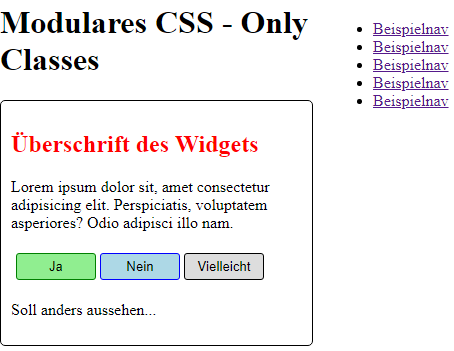 Modulares CSS - Only
Classes
Überschrift des Widgets
Lorem ipsum dolor sit, amet consectetur
adipisicing elit. Perspiciatis, voluptatem
asperiores? Odio adipisci illo nam.
Ja
Nein
Vielleicht
Soll anders aussehen...
Beispielnav
Beispielnav
Beispielnav
Beispielnav
Beispielnav